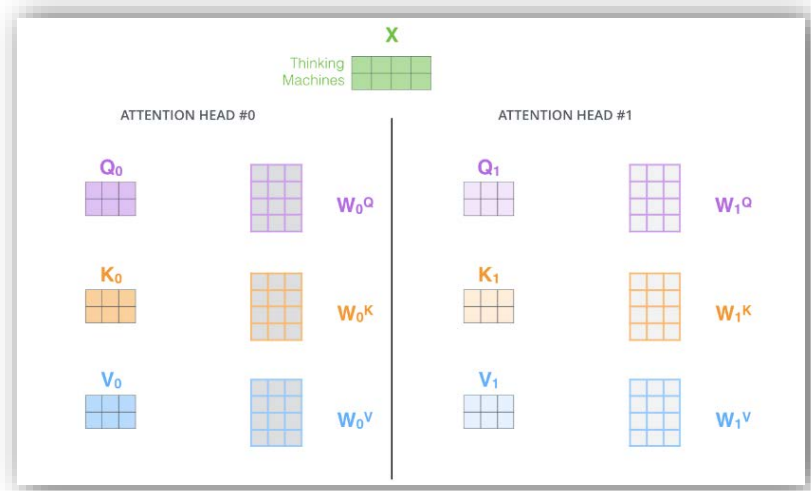 X
Thinking
Machines
ATTENTION HEAD #0
ATTENTION HEAD #1
Q₀
W₀Q
Q₁
W₁Q
K₀
W₀K
K₁
W₁K
V₀
W₀V
V₁
W₁V